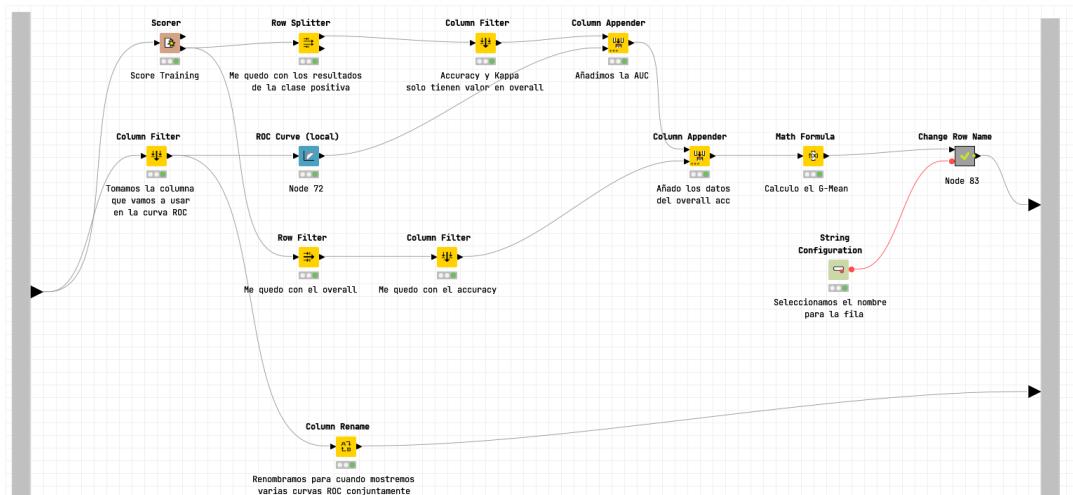 Scorer
Score Training
Row Splitter
Me quedo con los resultados
de la clase positiva
Column Filter
Accuracy y Kappa
solo tienen valor en overall
Column Appender
Añadimos la AUC
Column Filter
Tomamos la columna
que vamos a usar
en la curva ROC
ROC Curve (local)
Node 72
Column Appender
Añado los datos
del overall acc
Math Formula
Calculo el G-Mean
Change Row Name
Node 83
Row Filter
Me quedo con el overall
Column Filter
Me quedo con el accuracy
String
Configuration
Seleccionamos el nombre
para la fila
Column Rename
Renombramos para cuando mostremos
varias curvas ROC conjuntamente